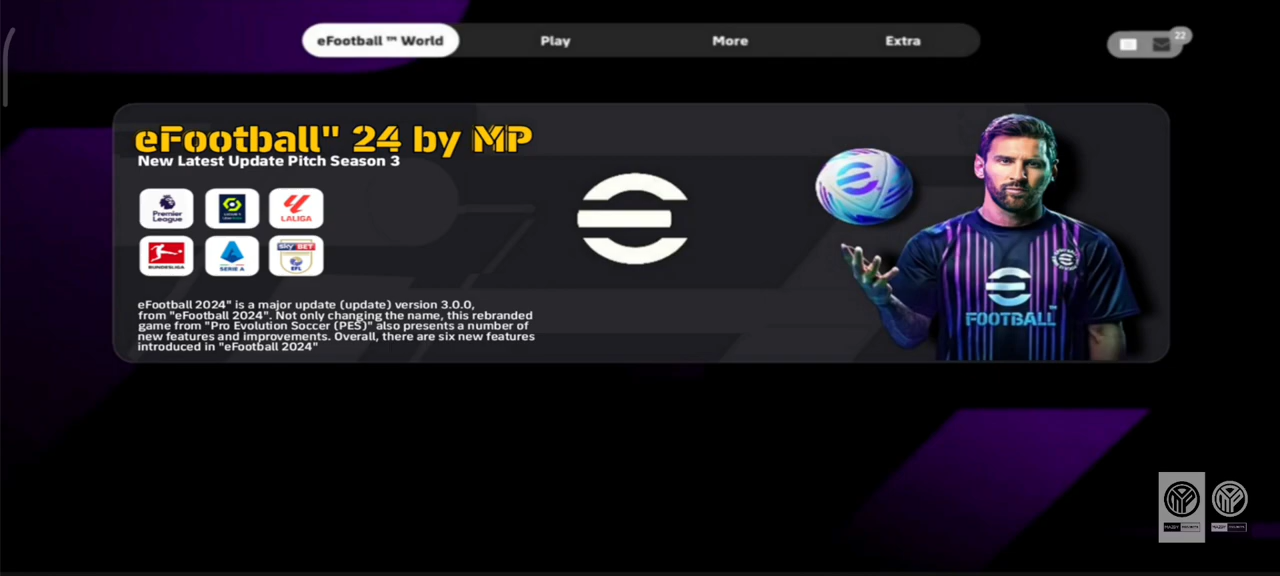 eFootball ™ World
Play
More
Extra
22
eFootball" 24 by MP
New Latest Update Pitch Season 3
Premier
League
LIGUE 1
LALIGA
BUNDESLIGA
SERIE A
sky BET
EFL
eFootball 2024" is a major update (update) version 3.0.0,
from "eFootball 2024". Not only changing the name, this rebranded
game from "Pro Evolution Soccer (PES)" also presents a number of
new features and improvements. Overall, there are six new features
introduced in "eFootball 2024"
FOOTBALL™